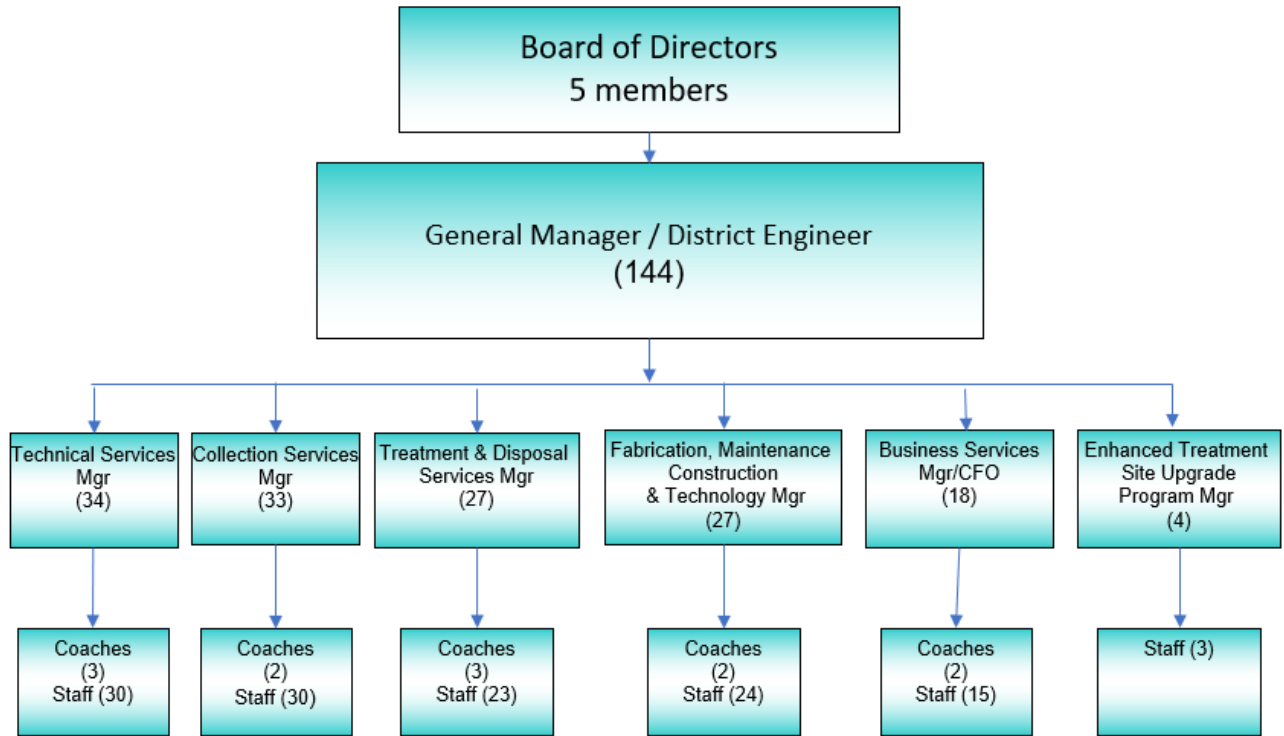 Board of Directors
5 members
General Manager / District Engineer
(144)
Technical Services
Mgr
(34)
Collection Services
Mgr
(33)
Treatment & Disposal
Services Mgr
(27)
Fabrication, Maintenance
Construction
& Technology Mgr
(27)
Business Services
Mgr/CFO
(18)
Enhanced Treatment
Site Upgrade
Program Mgr
(4)
Coaches
(3)
Staff (30)
Coaches
(2)
Staff (30)
Coaches
(3)
Staff (23)
Coaches
(2)
Staff (24)
Coaches
(2)
Staff (15)
Staff (3)